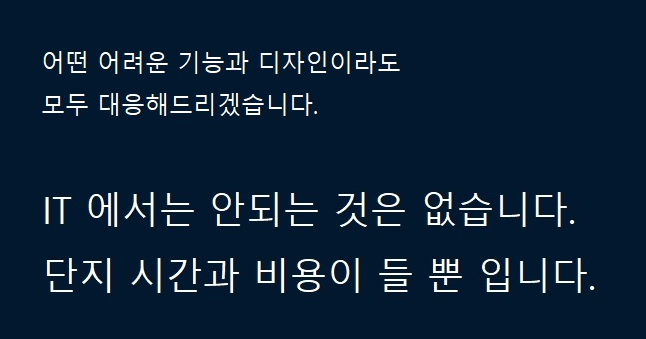 어떤 어려운 기능과 디자인이라도
모두 대응해드리겠습니다.
IT 에서는 안되는 것은 없습니다.
단지 시간과 비용이 들 뿐 입니다.